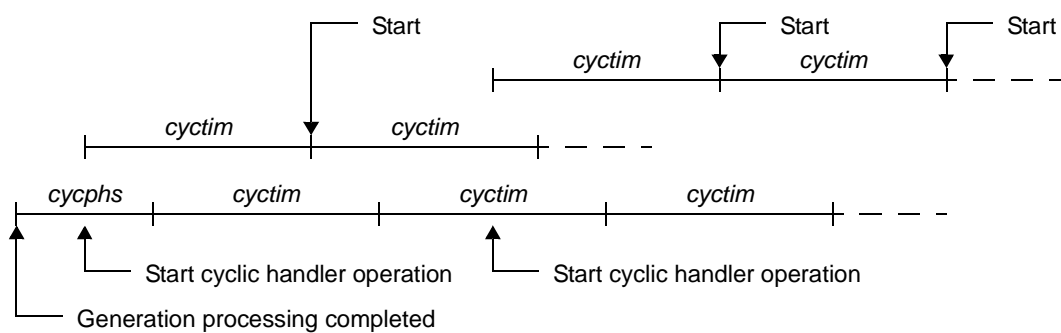 Start
Start
Start
cyctim
cyctim
cyctim
cyctim
cycphs
cyctim
cyctim
cyctim
Start cyclic handler operation
Start cyclic handler operation
Generation processing completed